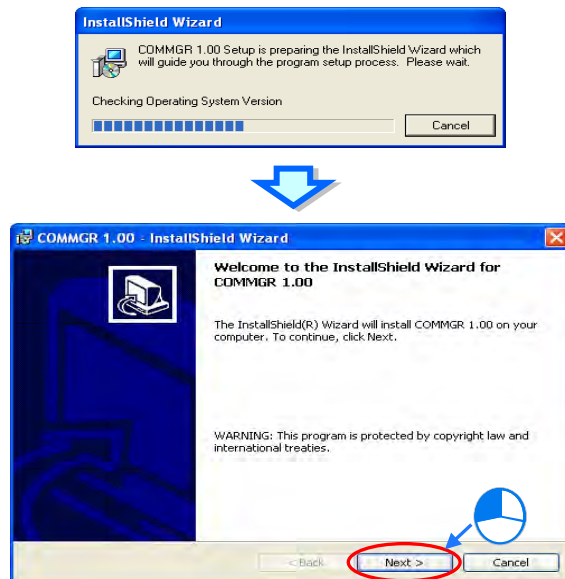 InstallShield Wizard
COMMGR 1.00 Setup is preparing the InstallShield Wizard which
will guide you through the program setup process. Please wait.
Checking Operating System Version
Cancel
COMMGR 1.00 - InstallShield Wizard
Welcome to the InstallShield Wizard for
COMMGR 1.00
The InstallShield(R) Wizard will install COMMGR 1.00 on your
computer. To continue, click Next.
WARNING: This program is protected by copyright law and
international treaties.
< Back
Next >
Cancel